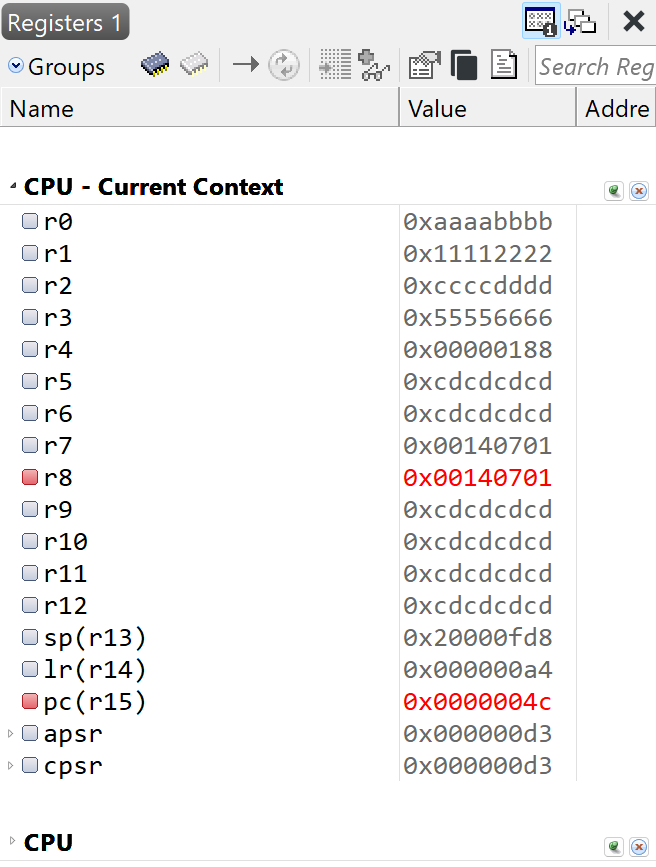 Registers 1
Groups
Search Reg
Name Value Addre
CPU - Current Context
r0 0xaaaabbbb
r1 0x11112222
r2 0xccccdddd
r3 0x55556666
r4 0x00000188
r5 0xcdcdcdcd
r6 0xcdcdcdcd
r7 0x00140701
r8 0x00140701
r9 0xcdcdcdcd
r10 0xcdcdcdcd
r11 0xcdcdcdcd
r12 0xcdcdcdcd
sp(r13) 0x20000fd8
lr(r14) 0x000000a4
pc(r15) 0x0000004c
apsr 0x000000d3
cpsr 0x000000d3
CPU